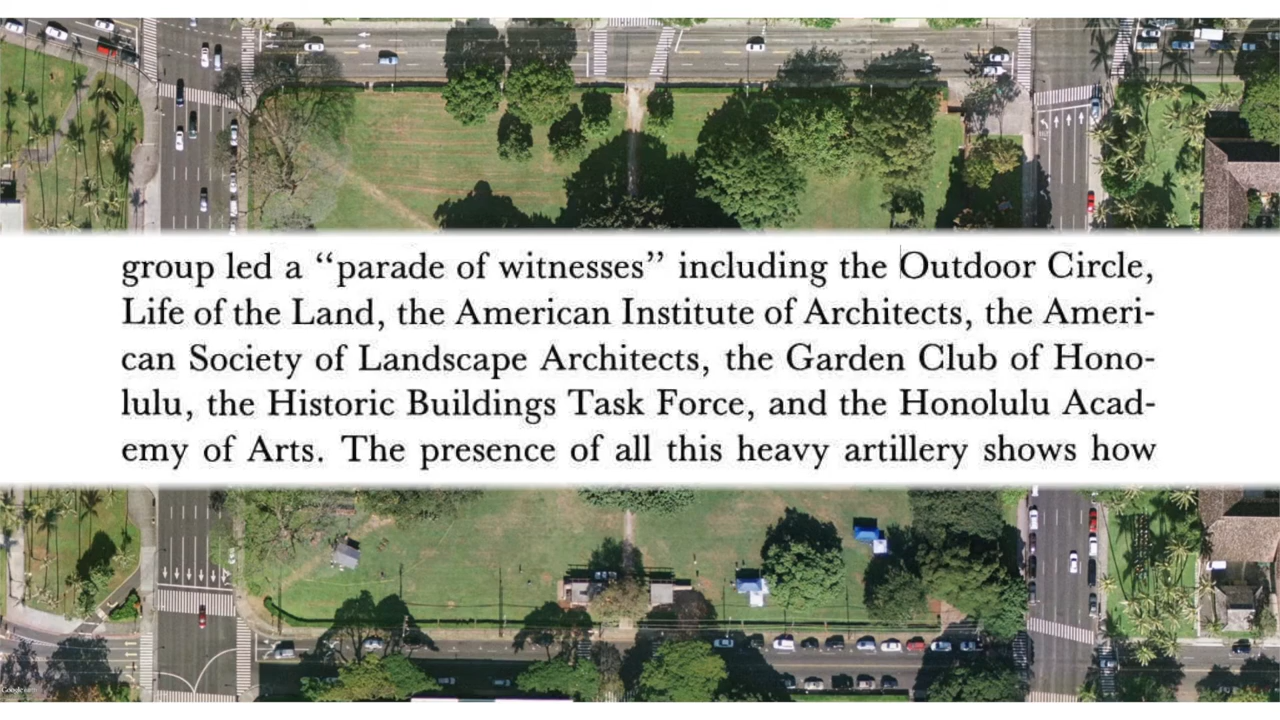 group led a “parade of witnesses” including the Outdoor Circle,
Life of the Land, the American Institute of Architects, the Ameri-
can Society of Landscape Architects, the Garden Club of Hono-
lulu, the Historic Buildings Task Force, and the Honolulu Acad-
emy of Arts. The presence of all this heavy artillery shows how
Google earth